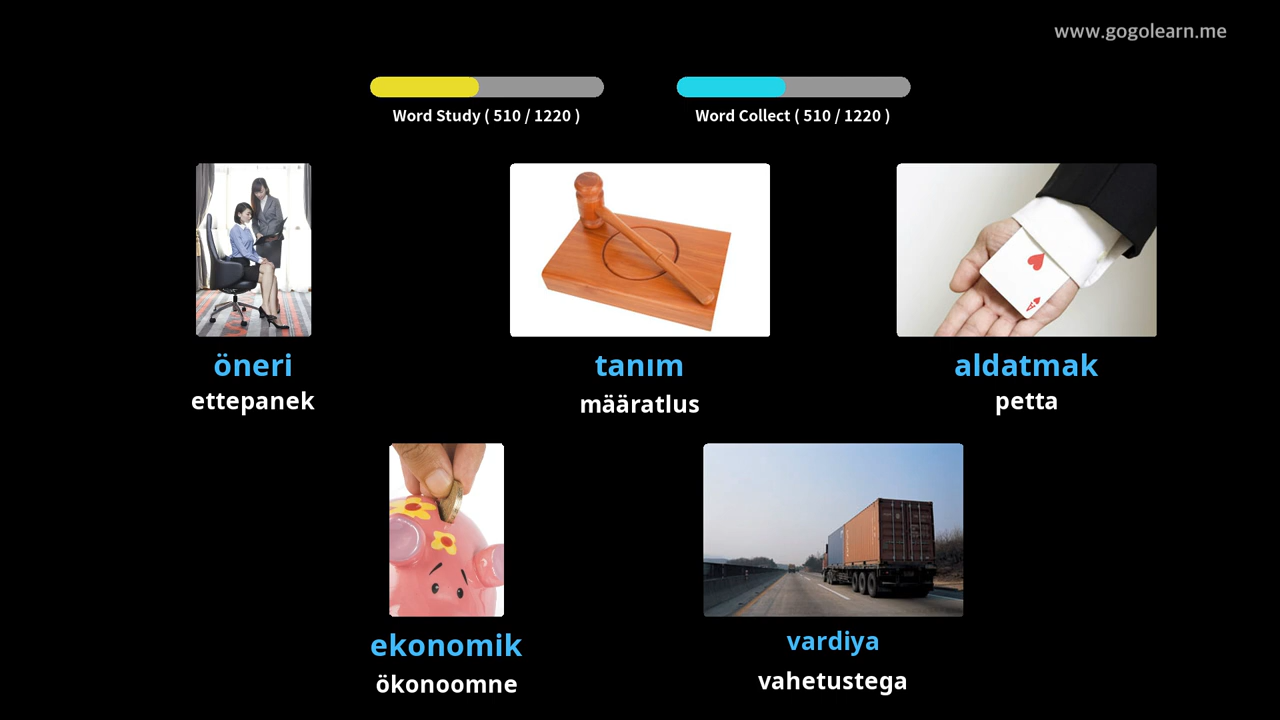 www.gogolearn.me
Word Study ( 510 / 1220 )
Word Collect ( 510 / 1220 )
öneri
ettepanek
tanım
määratlus
aldatmak
petta
ekonomik
ökonoomne
vardiya
vahetustega